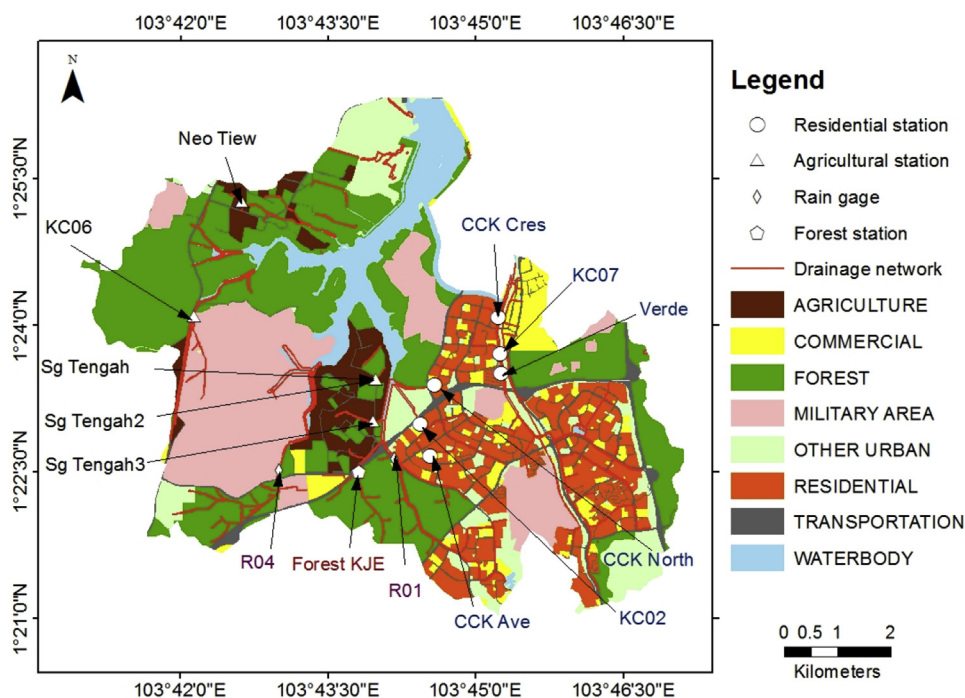 103°42'0"E 103°43'30"E 103°45'0"E 103°46'30"E
N
1°25'30"N
1°24'0"N
1°22'30"N
1°21'0"N
Neo Tiew
KC06
CCK Cres
KC07
Verde
Sg Tengah
Sg Tengah2
Sg Tengah3
R04
Forest KJE
R01
CCK Ave
KC02
CCK North
103°42'0"E 103°43'30"E 103°45'0"E 103°46'30"E
Legend
Residential station
Agricultural station
Rain gage
Forest station
Drainage network
AGRICULTURE
COMMERCIAL
FOREST
MILITARY AREA
OTHER URBAN
RESIDENTIAL
TRANSPORTATION
WATERBODY
0 0.5 1 2
Kilometers